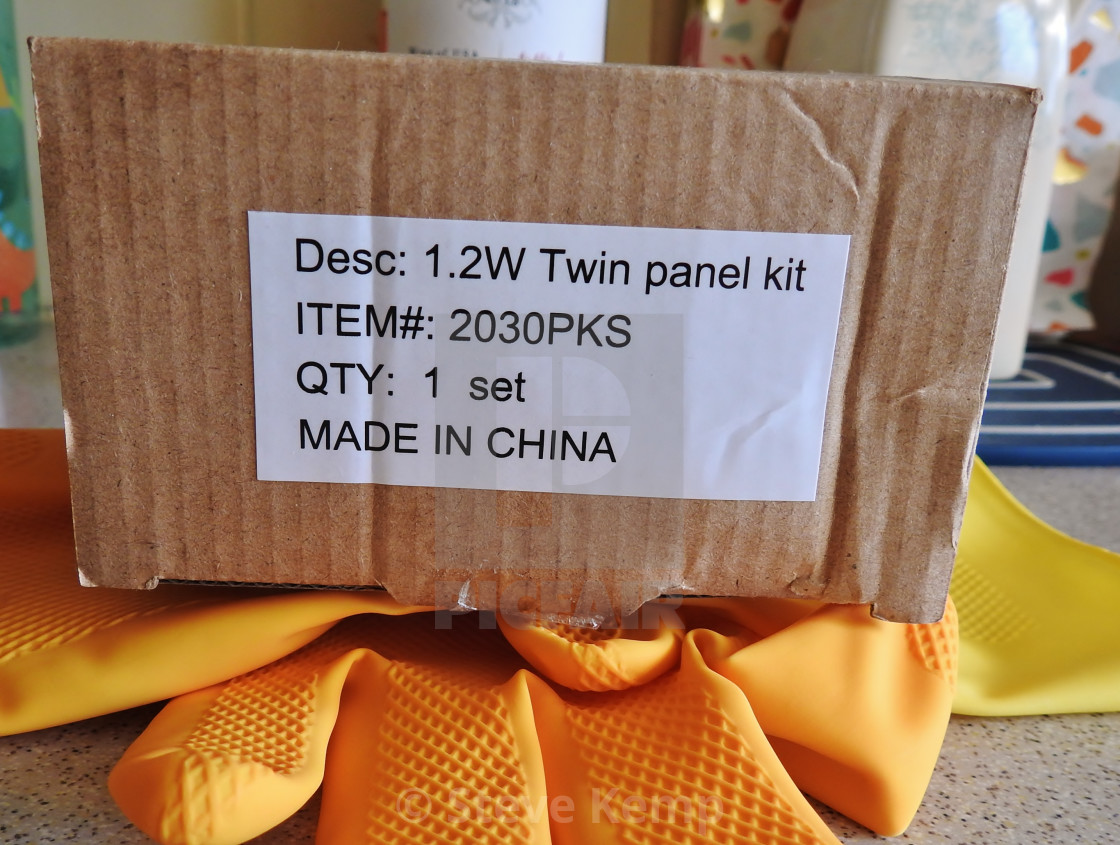 Desc: 1.2W Twin panel kit
ITEM#: 2030PKS
QTY: 1 set
MADE IN CHINA
PICFAIR
© Steve Kemp